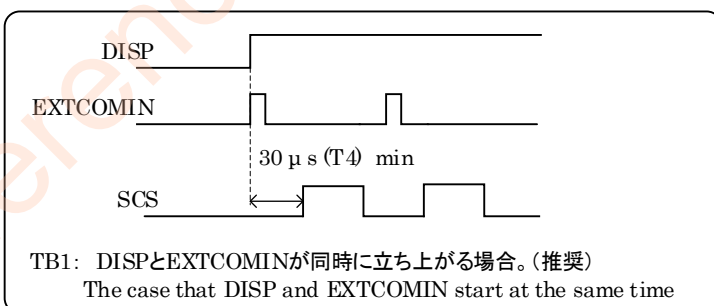 DISP
EXTCOMIN
30 μs (T4) min
SCS
TB1: DISPとEXTCOMINが同時に立ち上がる場合。(推奨)
The case that DISP and EXTCOMIN start at the same time